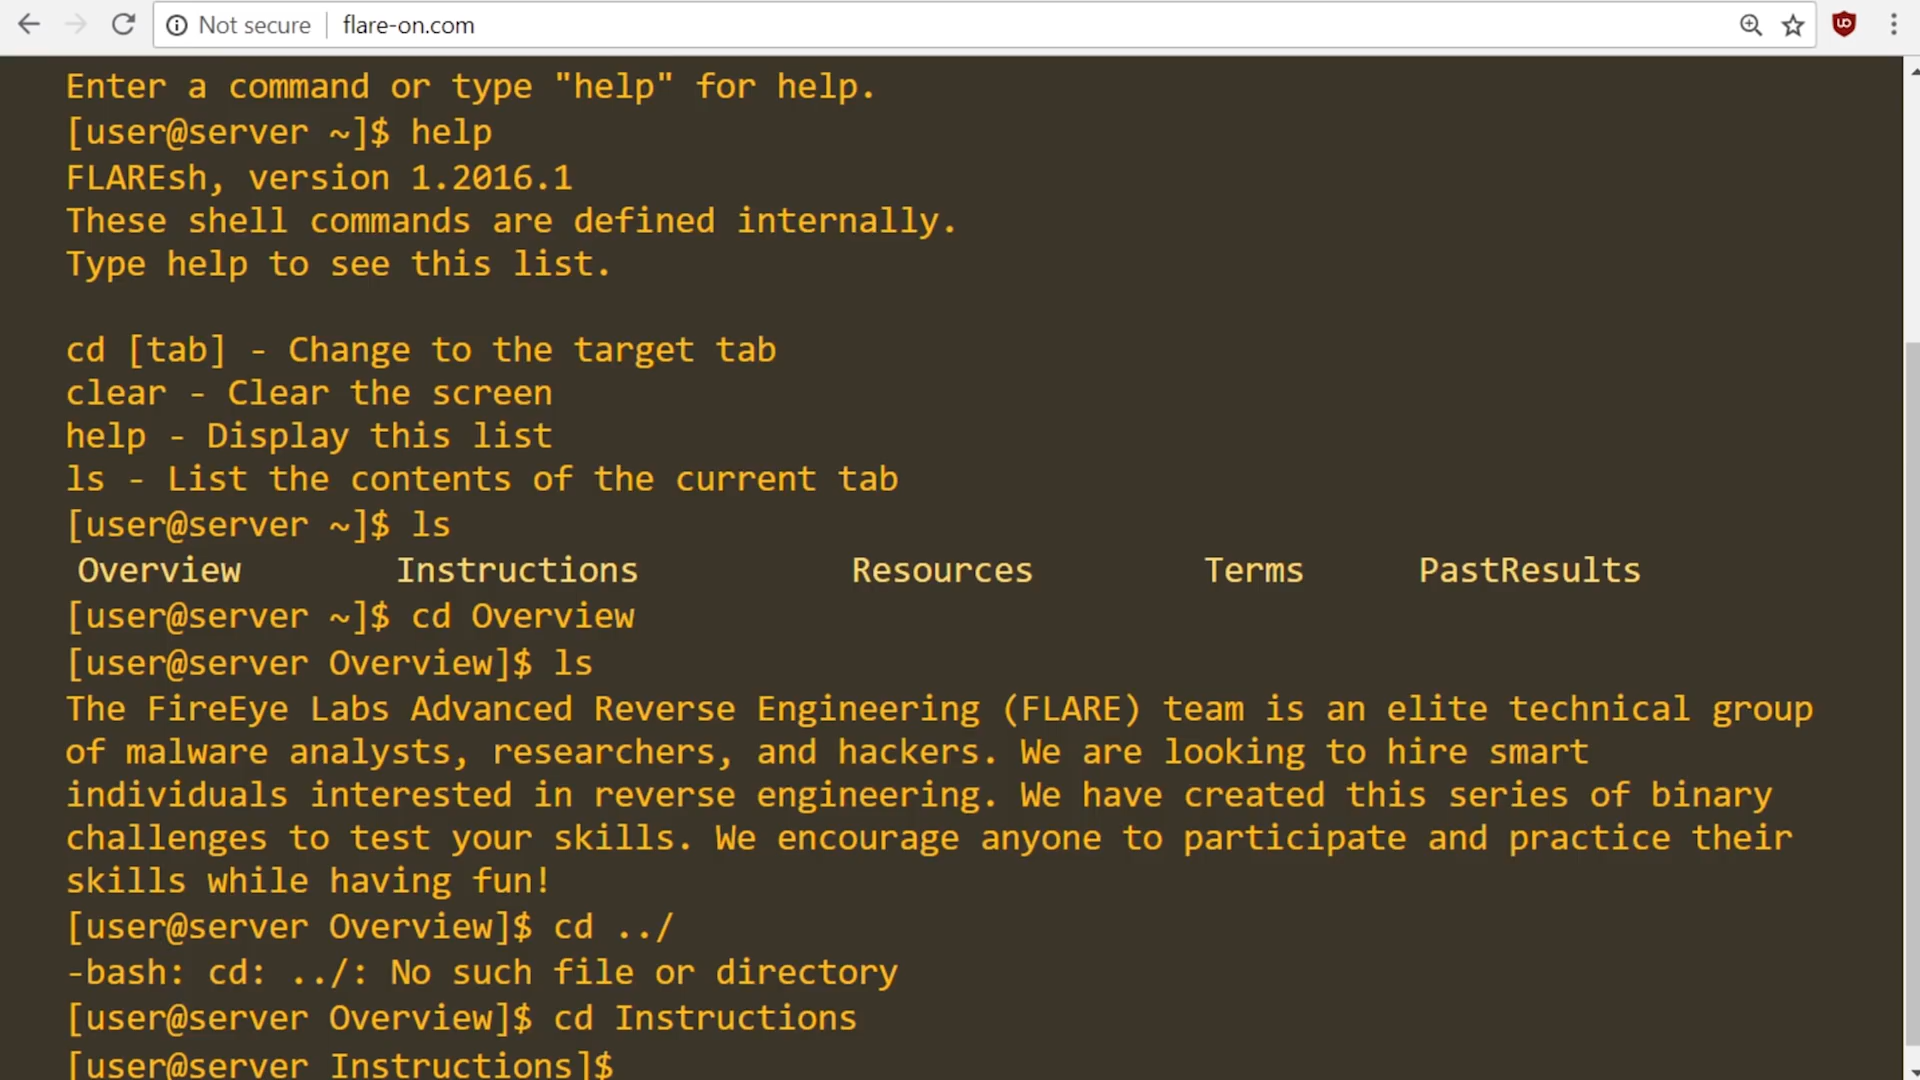 Not secure flare-on.com
Enter a command or type "help" for help.
[user@server ~]$ help
FLAREsh, version 1.2016.1
These shell commands are defined internally.
Type help to see this list.
cd [tab] - Change to the target tab
clear - Clear the screen
help - Display this list
ls - List the contents of the current tab
[user@server ~]$ ls
Overview Instructions Resources Terms PastResults
[user@server ~]$ cd Overview
[user@server Overview]$ ls
The FireEye Labs Advanced Reverse Engineering (FLARE) team is an elite technical group
of malware analysts, researchers, and hackers. We are looking to hire smart
individuals interested in reverse engineering. We have created this series of binary
challenges to test your skills. We encourage anyone to participate and practice their
skills while having fun!
[user@server Overview]$ cd ../
-bash: cd: ../: No such file or directory
[user@server Overview]$ cd Instructions
[user@server Instructions]$